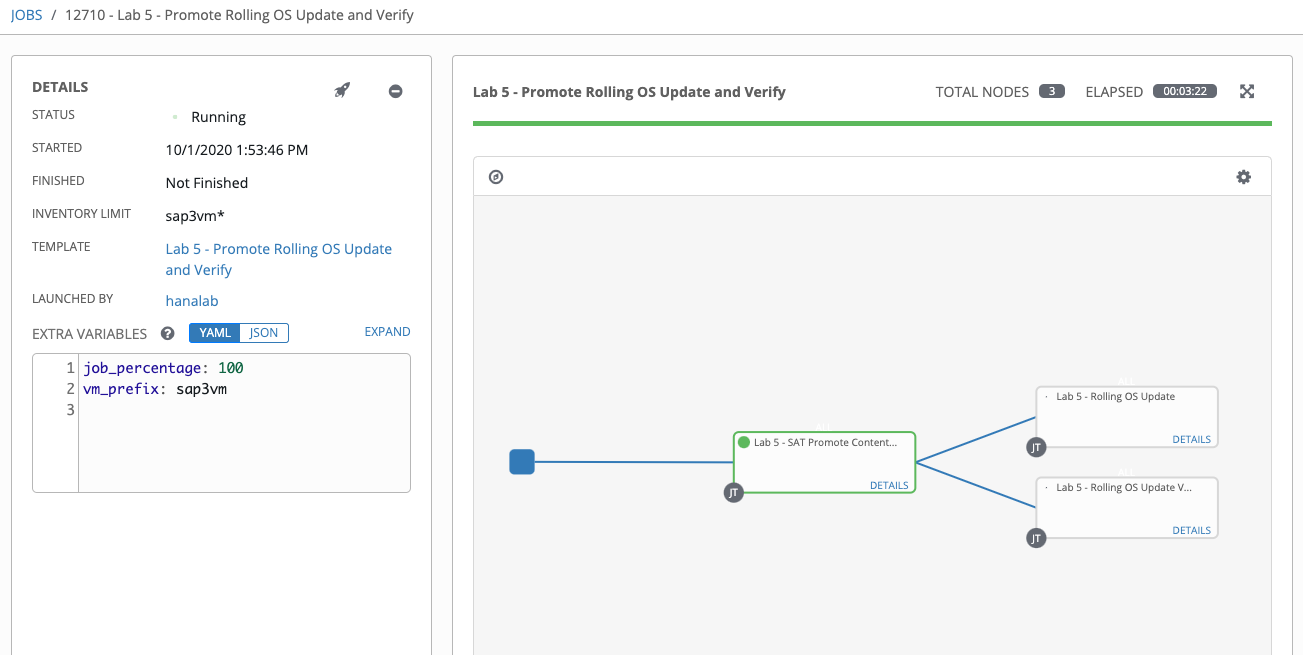 JOBS / 12710 - Lab 5 - Promote Rolling OS Update and Verify
DETAILS
STATUS Running
STARTED 10/1/2020 1:53:46 PM
FINISHED Not Finished
INVENTORY LIMIT sap3vm*
TEMPLATE Lab 5 - Promote Rolling OS Update
and Verify
LAUNCHED BY hanalab
EXTRA VARIABLES ? YAML JSON EXPAND
1 job_percentage: 100
2 vm_prefix: sap3vm
3
Lab 5 - Promote Rolling OS Update and Verify TOTAL NODES 3 ELAPSED 00:03:22
ALL
Lab 5 - SAT Promote Content...
DETAILS
JT
ALL
Lab 5 - Rolling OS Update
DETAILS
JT
ALL
Lab 5 - Rolling OS Update V...
DETAILS
JT